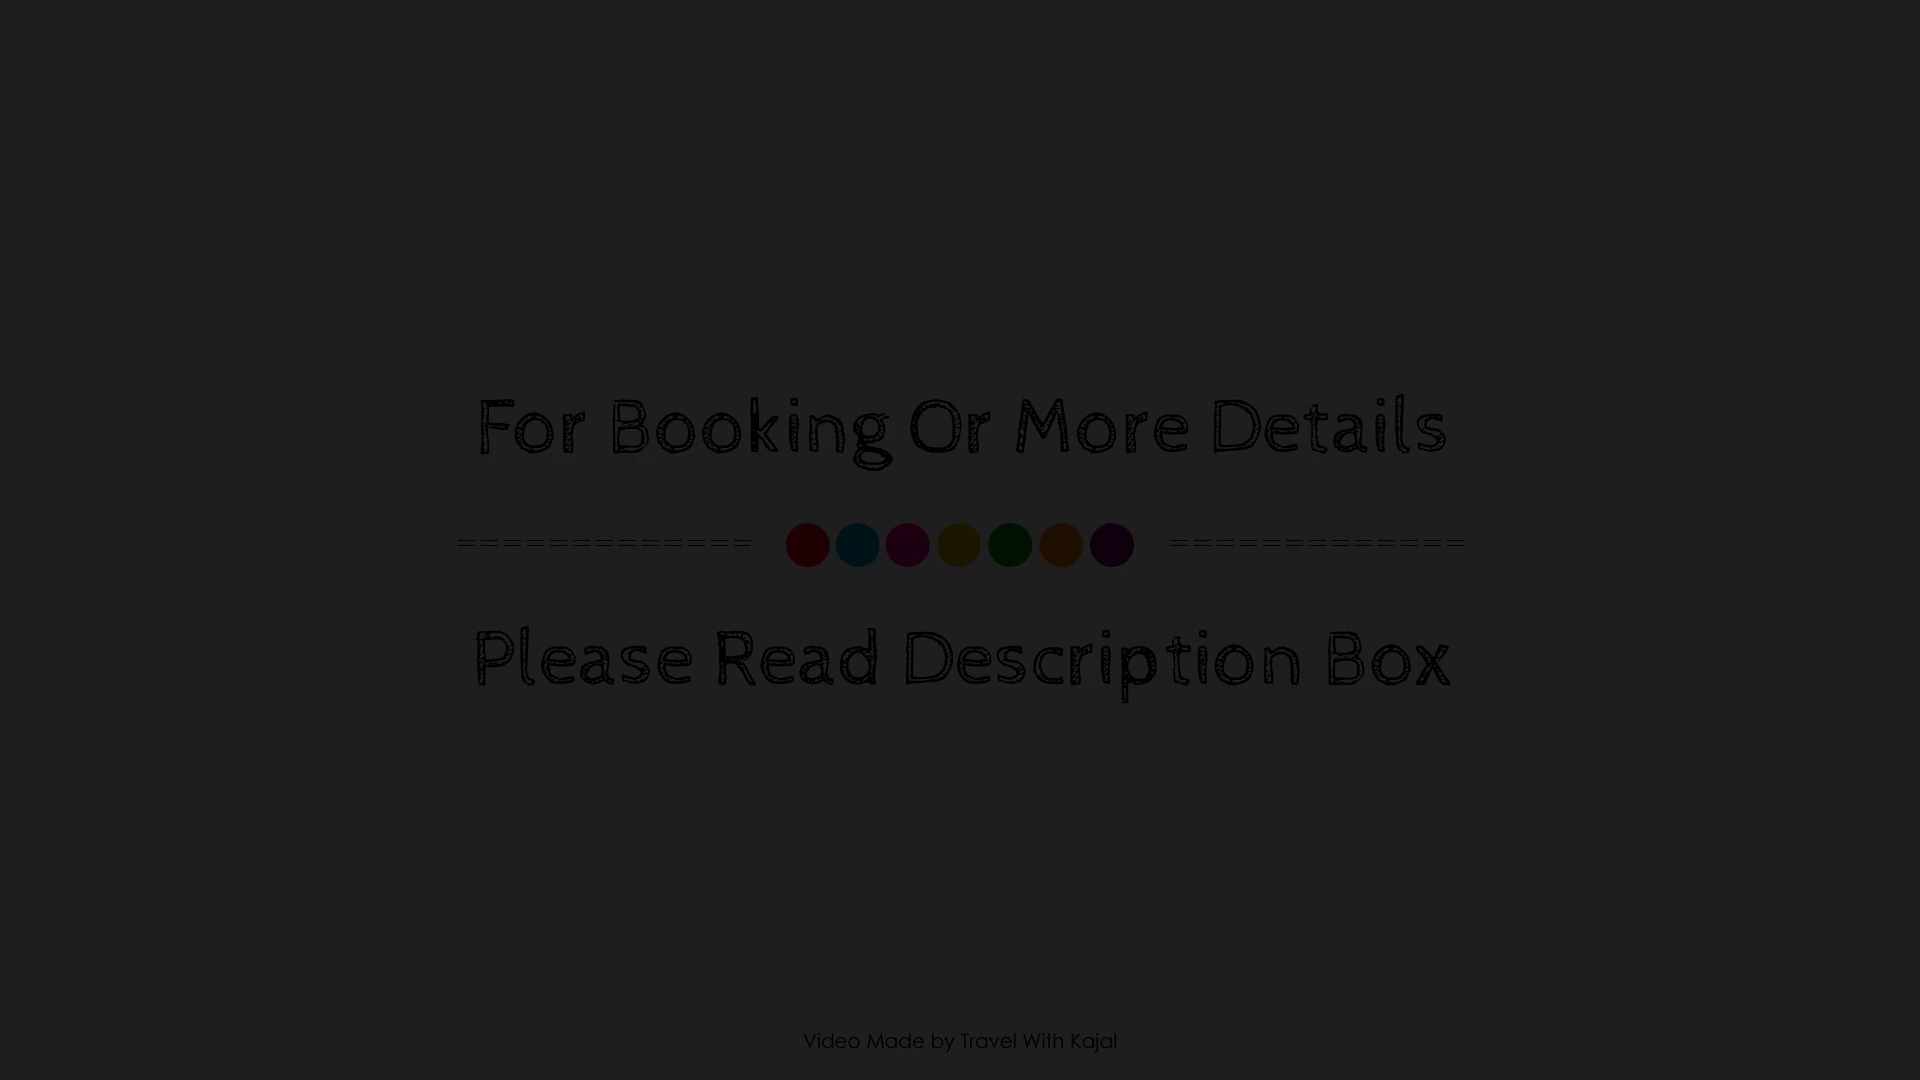 For Booking Or More Details
============= =============
Please Read Description Box
Video Made by Travel With Kajal